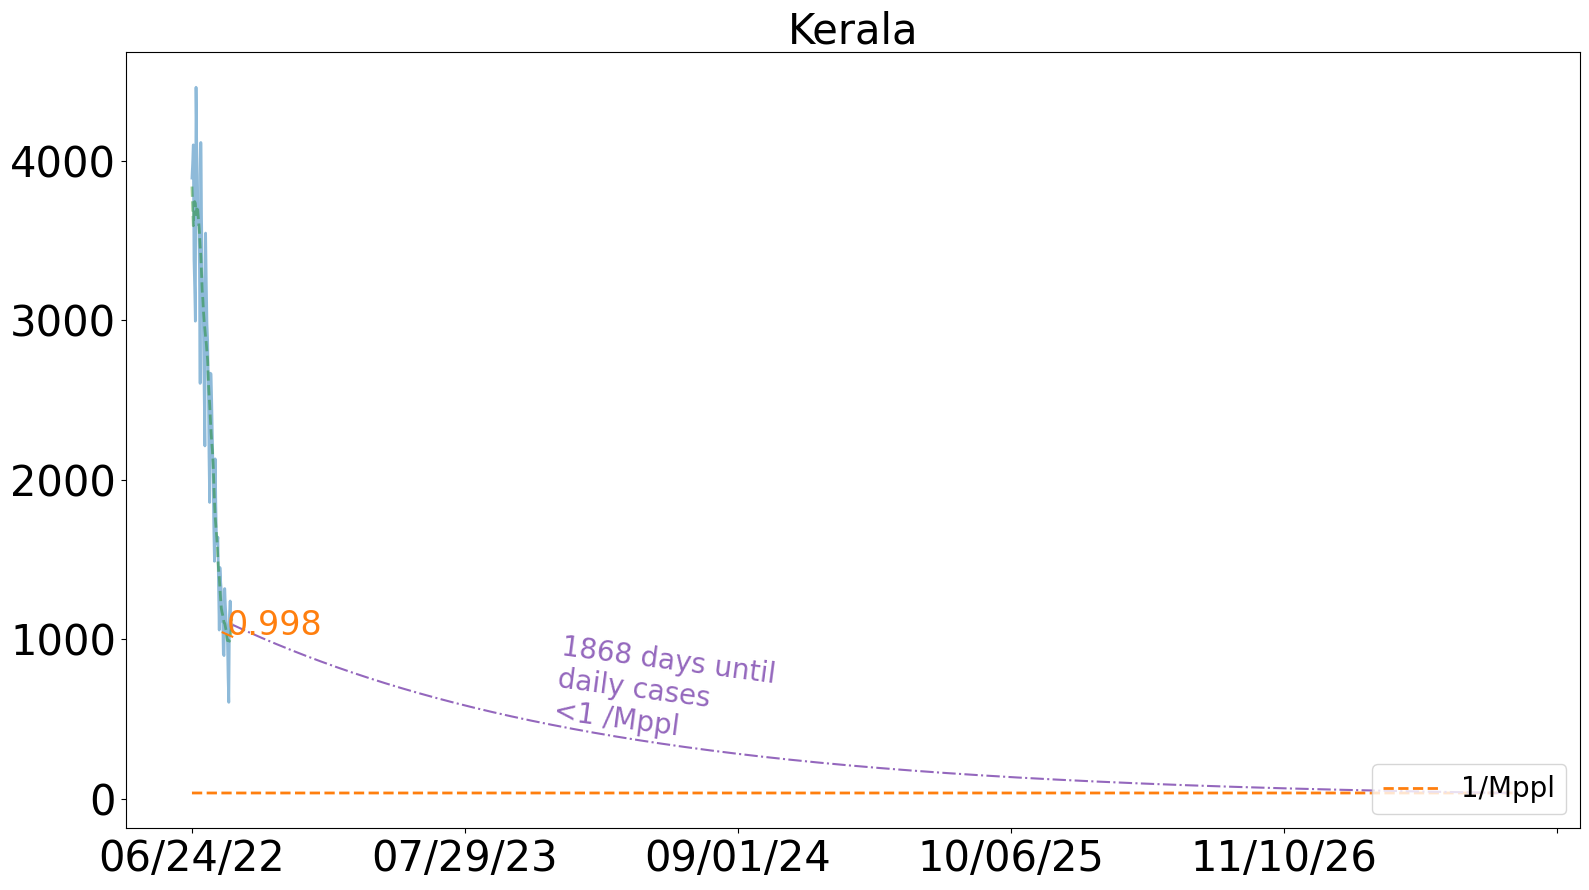 Kerala
4000
3000
2000
1000
0
0.998
1868 days until
daily cases
<1 /Mppl
1/Mppl
06/24/22 07/29/23 09/01/24 10/06/25 11/10/26